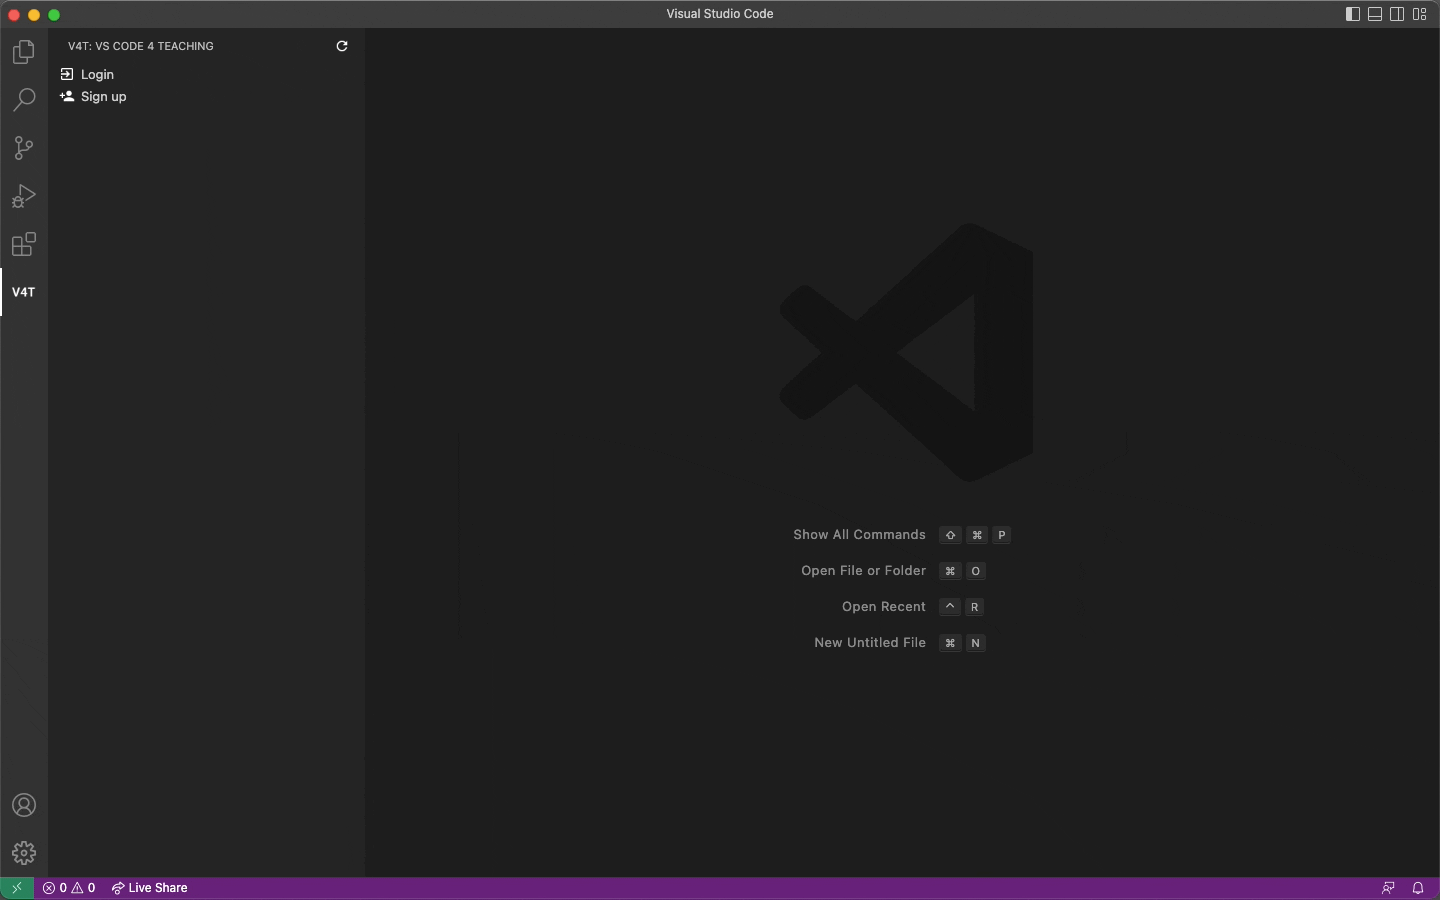 Visual Studio Code
V4T: VS CODE 4 TEACHING
Login
Sign up
V4T
Show All Commands ⇧ ⌘ P
Open File or Folder ⌘ O
Open Recent ^ R
New Untitled File ⌘ N
0 0 Live Share